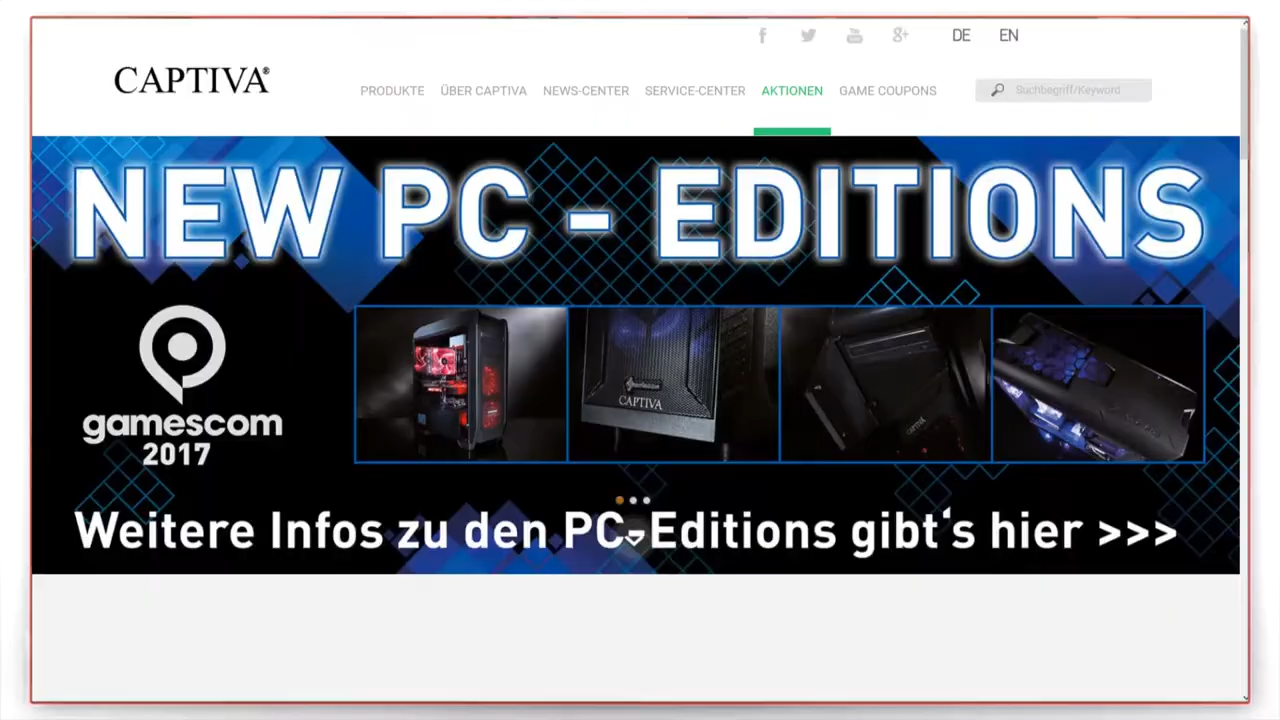 DE EN
CAPTIVA®
PRODUKTE ÜBER CAPTIVA NEWS-CENTER SERVICE-CENTER AKTIONEN GAME COUPONS Suchbegriff/Keyword
NEW PC - EDITIONS
gamescom
2017
CAPTIVA
Weitere Infos zu den PC-Editions gibt's hier >>>